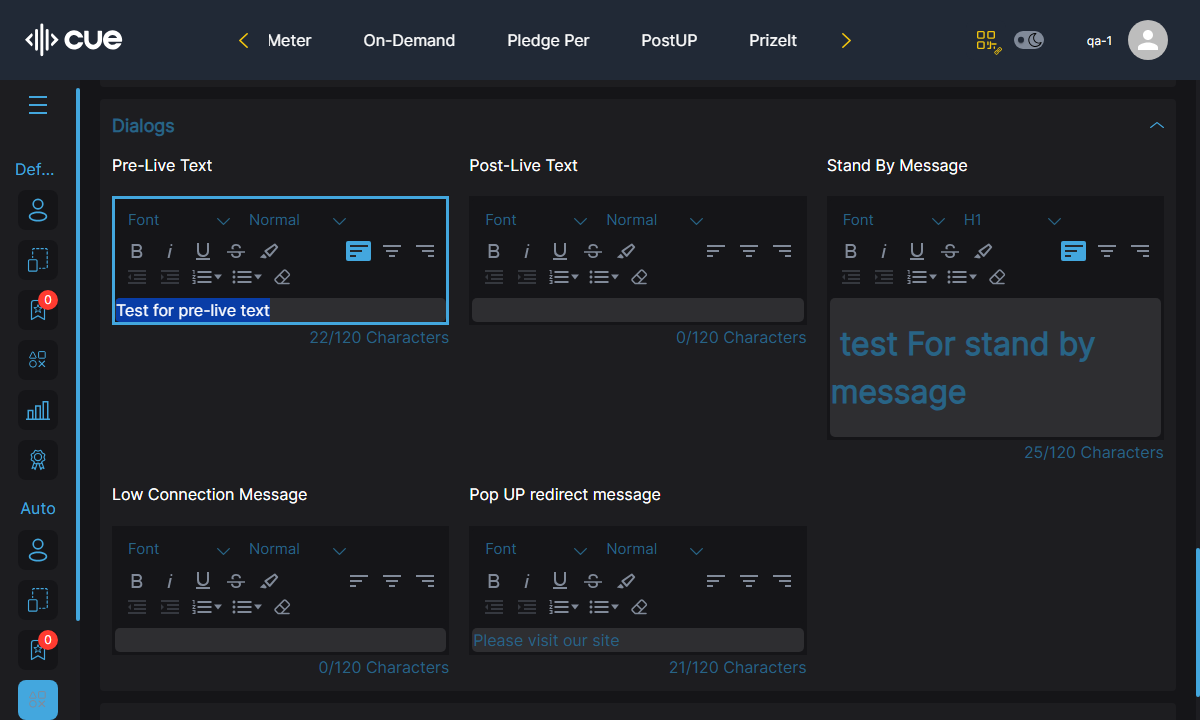 cue
Meter
On-Demand
Pledge Per
PostUP
PrizeIt
qa-1
Def...
0
Auto
0
Dialogs
Pre-Live Text
Font
Normal
B i U S
Test for pre-live text
22/120 Characters
Post-Live Text
Font
Normal
B i U S
0/120 Characters
Stand By Message
Font
H1
B i U S
test For stand by
message
25/120 Characters
Low Connection Message
Font
Normal
B i U S
0/120 Characters
Pop UP redirect message
Font
Normal
B i U S
Please visit our site
21/120 Characters